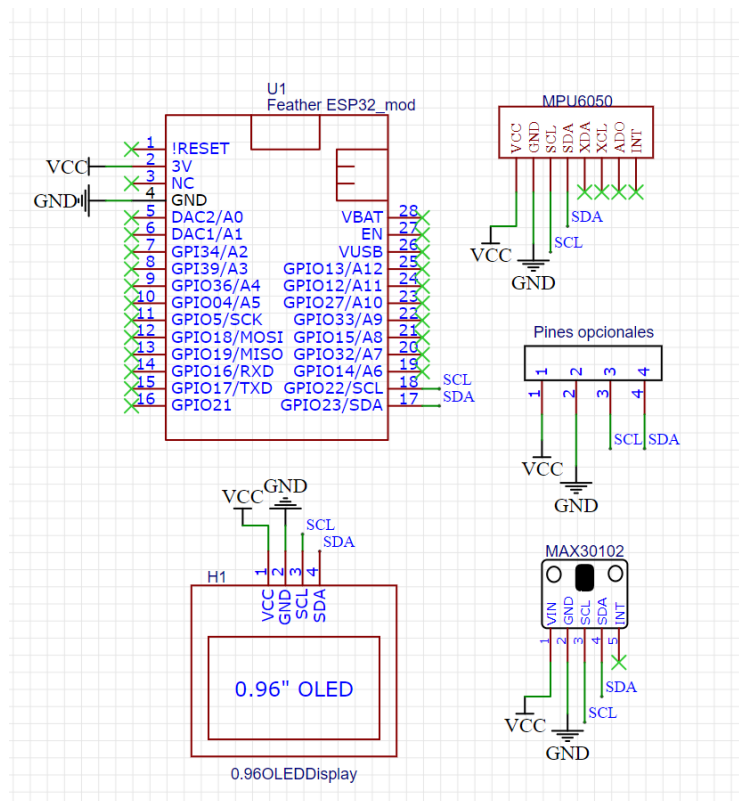 U1
Feather ESP32_mod
1 !RESET
VCC 2 3V
3 NC
GND 4 GND
5 DAC2/A0 VBAT 28
6 DAC1/A1 EN 27
7 GPI34/A2 VUSB 26
8 GPI39/A3 GPIO13/A12 25
9 GPIO36/A4 GPIO12/A11 24
10 GPIO04/A5 GPIO27/A10 23
11 GPIO5/SCK GPIO33/A9 22
12 GPIO18/MOSI GPIO15/A8 21
13 GPIO19/MISO GPIO32/A7 20
14 GPIO16/RXD GPIO14/A6 19
15 GPIO17/TXD GPIO22/SCL 18 SCL
16 GPIO21 GPIO23/SDA 17 SDA
MPU6050
VCC GND SCL SDA XDA XCL ADO INT
SDA
SCL
VCC
GND
Pines opcionales
1 2 3 4
1 2 3 4
SCL SDA
VCC
GND
VCC GND
SCL
SDA
H1
1 2 3 4
VCC GND SCL SDA
0.96" OLED
0.96OLEDDisplay
MAX30102
VIN GND SCL SDA INT
1 2 3 4 5
SDA
SCL
VCC
GND